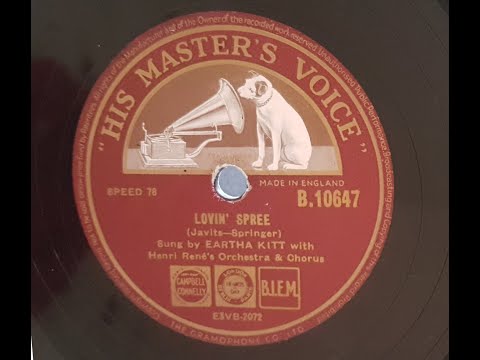 "HIS MASTER'S VOICE"
SPEED 78
MADE IN ENGLAND
B.10647
LOVIN' SPREE
(Javits—Springer)
Sung by EARTHA KITT with
Henri René's Orchestra & Chorus
CAMPBELL
CONNELLY
B.I.E.M.
E3VB-2072
THE GRAMOPHONE CO. LTD.